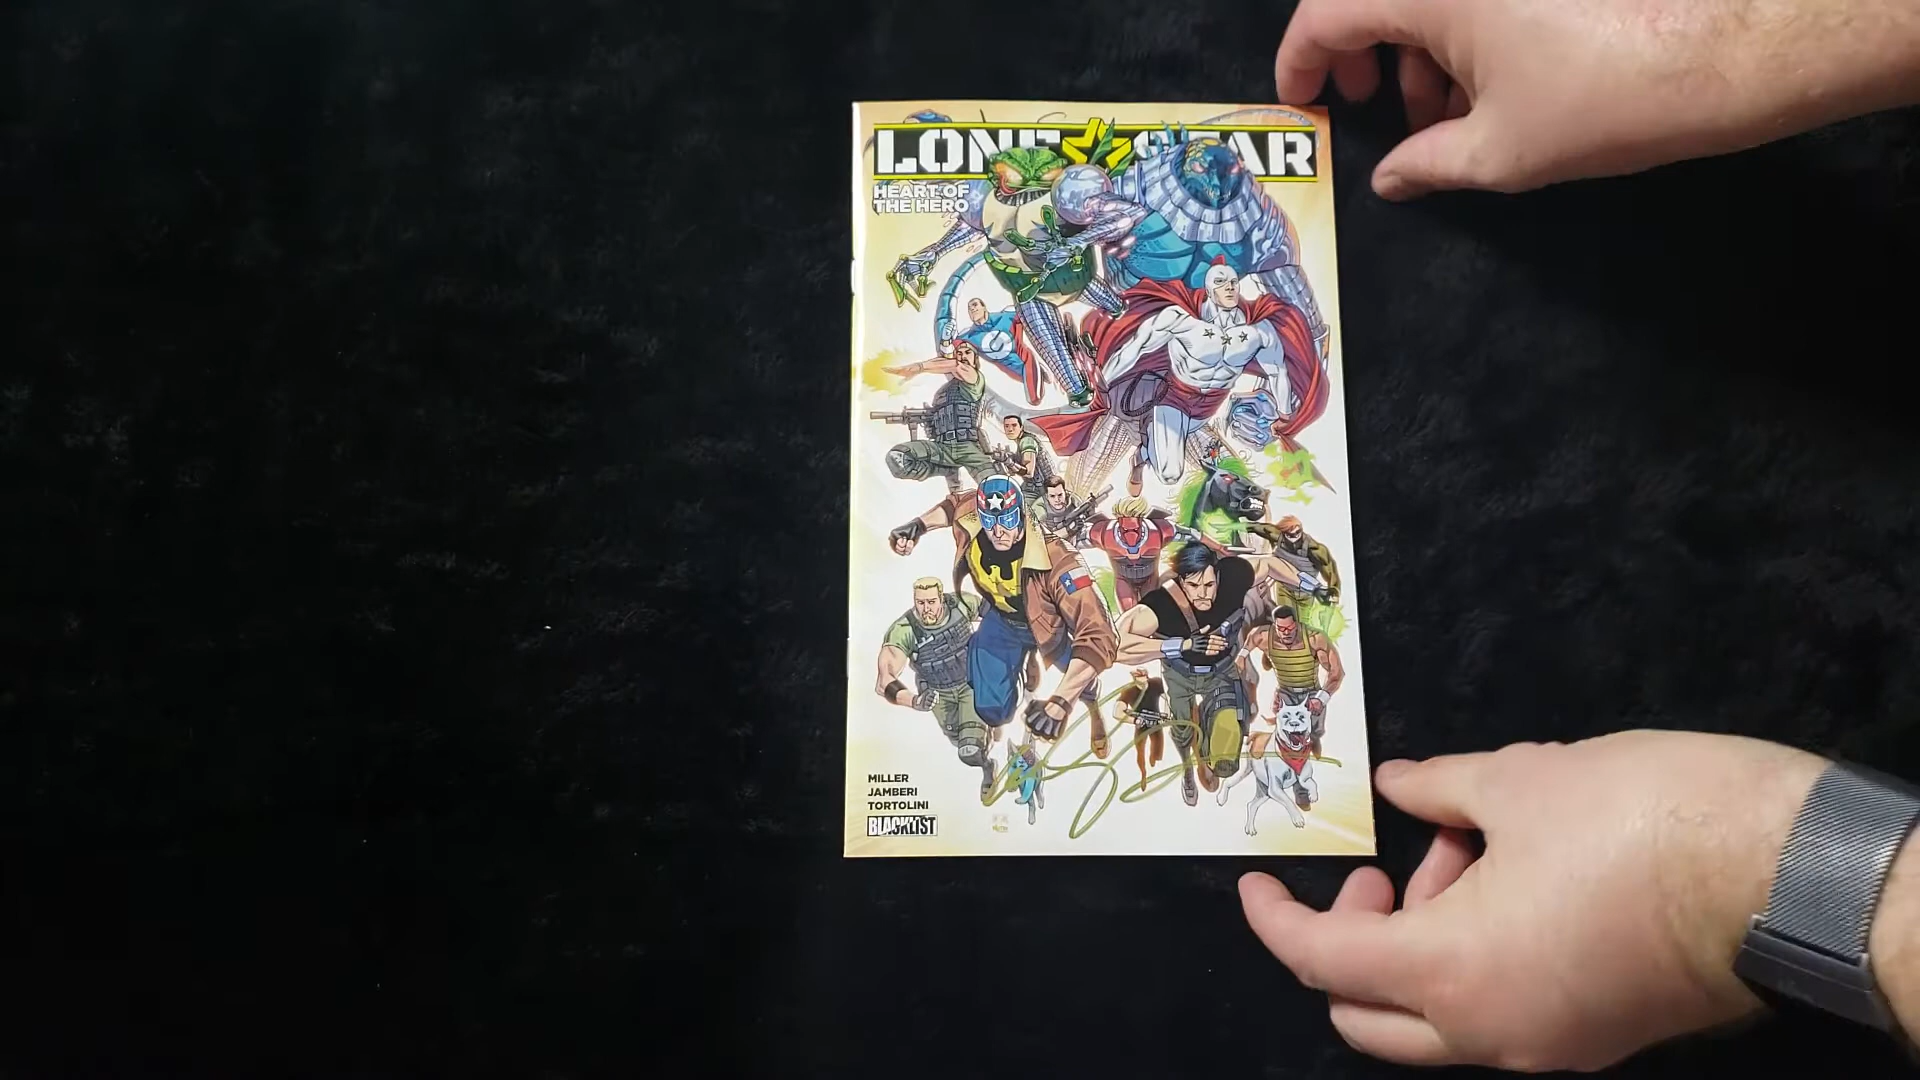 LONE STAR
HEART OF
THE HERO
MILLER
JAMBERI
TORTOLINI
BLACKLIST